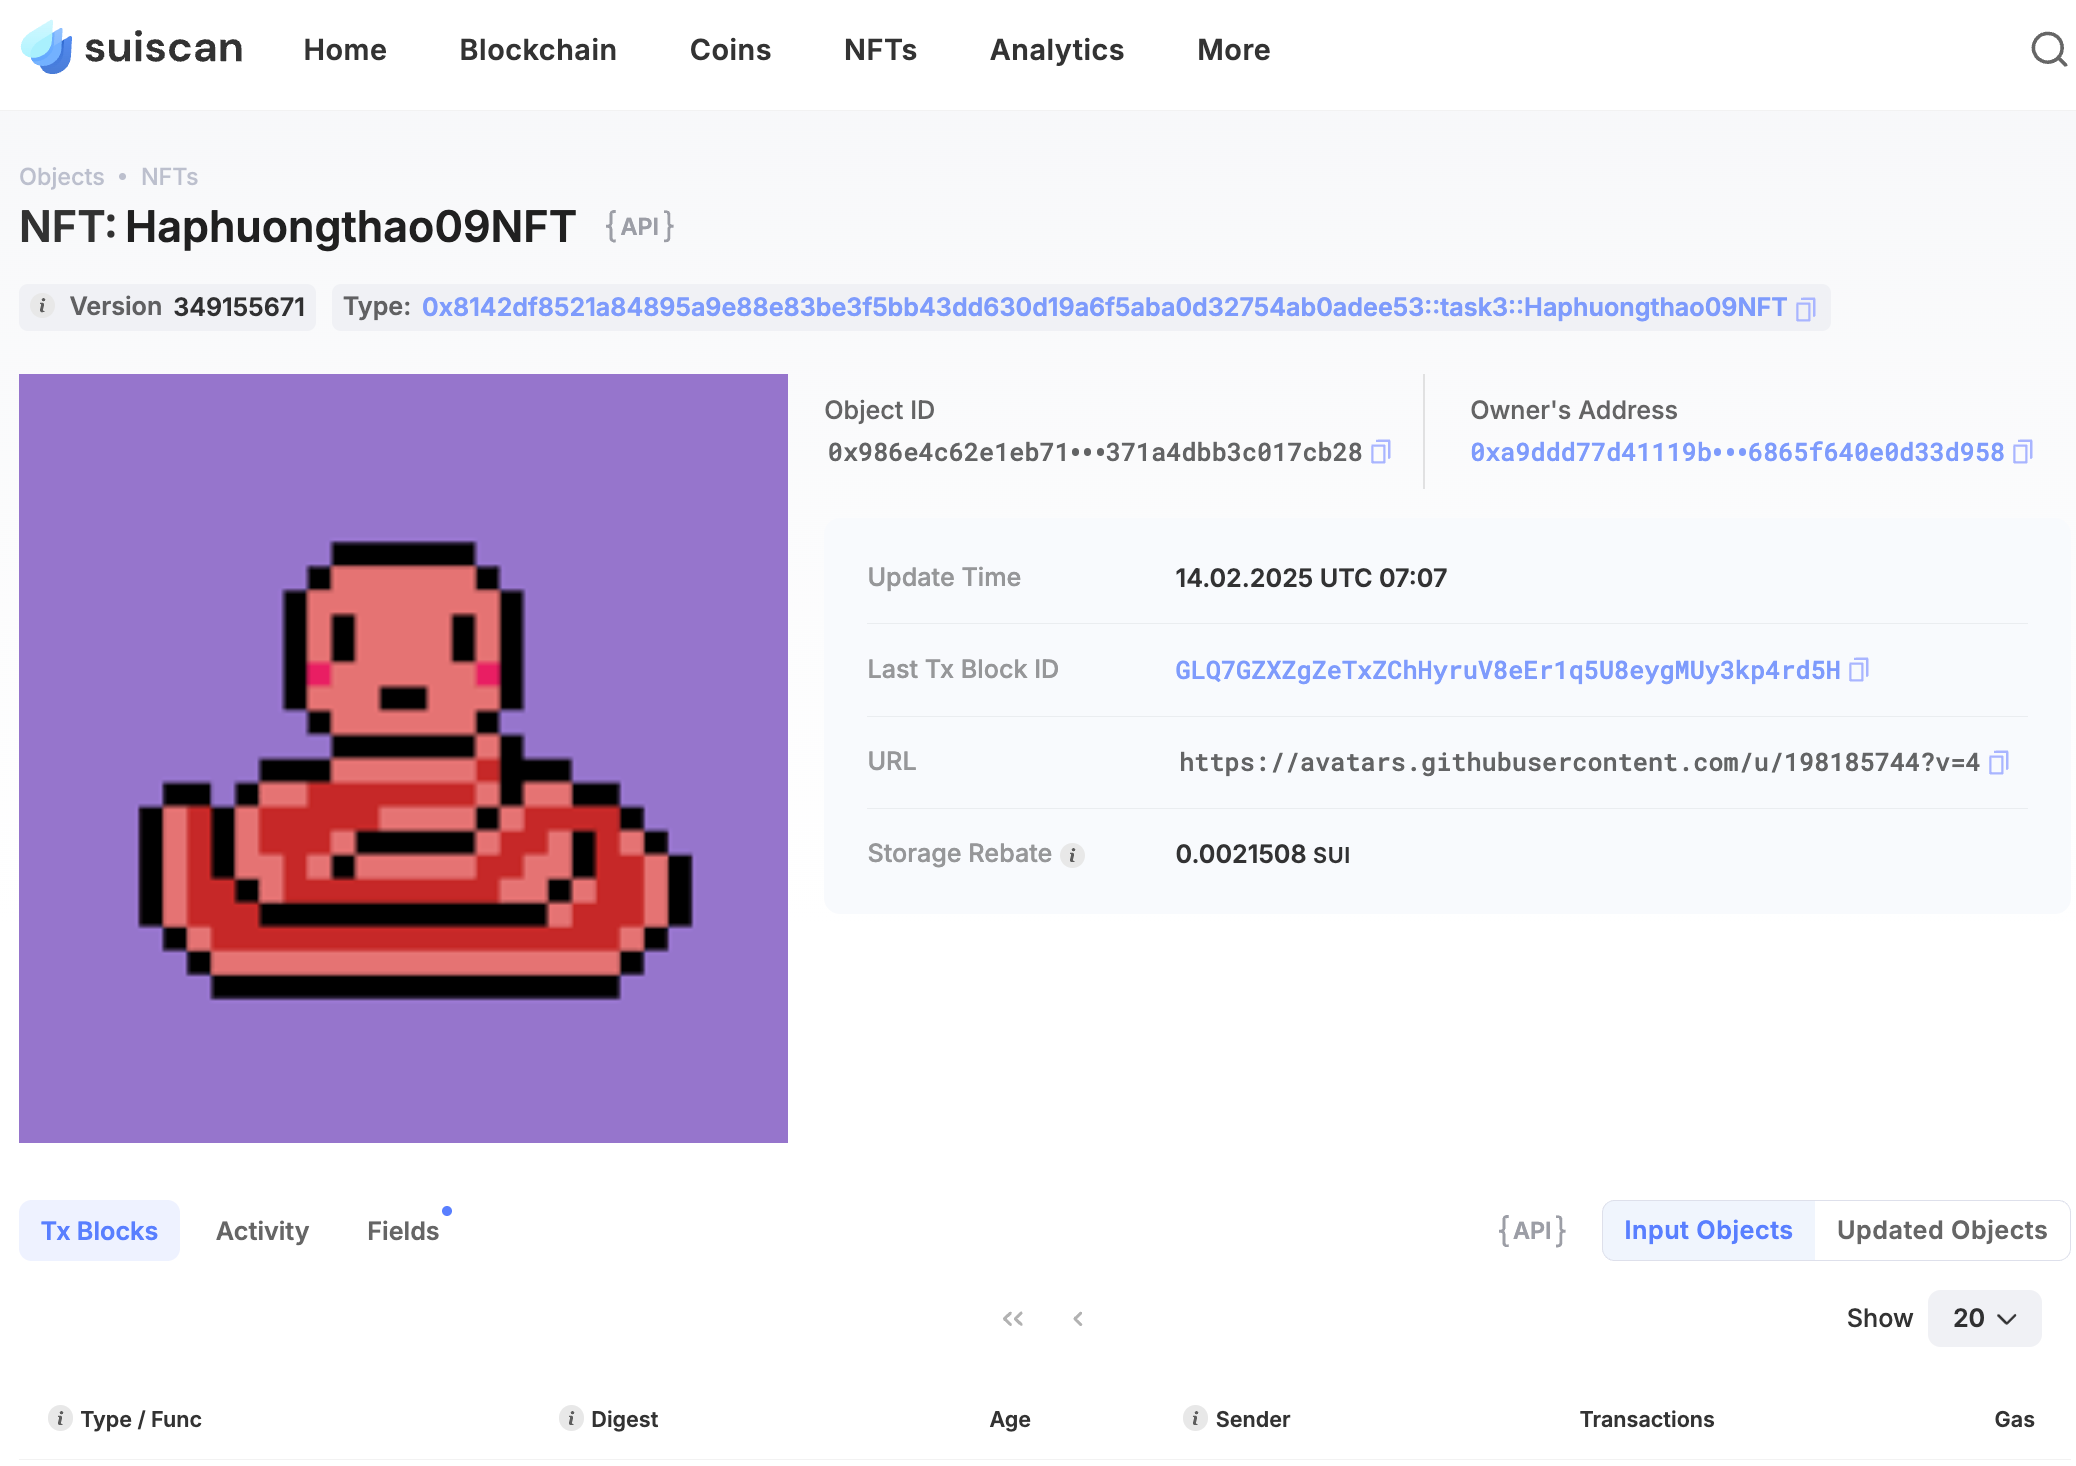 suiscan Home Blockchain Coins NFTs Analytics More
Objects • NFTs
NFT: Haphuongthao09NFT {API}
i Version 349155671 Type: 0x8142df8521a84895a9e88e83be3f5bb43dd630d19a6f5aba0d32754ab0adee53::task3::Haphuongthao09NFT
Object ID
0x986e4c62e1eb71•••371a4dbb3c017cb28
Owner's Address
0xa9ddd77d41119b•••6865f640e0d33d958
Update Time 14.02.2025 UTC 07:07
Last Tx Block ID GLQ7GZXZgZeTxZChHyruV8eEr1q5U8eygMUy3kp4rd5H
URL https://avatars.githubusercontent.com/u/198185744?v=4
Storage Rebate i 0.0021508 SUI
Tx Blocks Activity Fields {API} Input Objects Updated Objects
Show 20
i Type / Func i Digest Age i Sender Transactions Gas